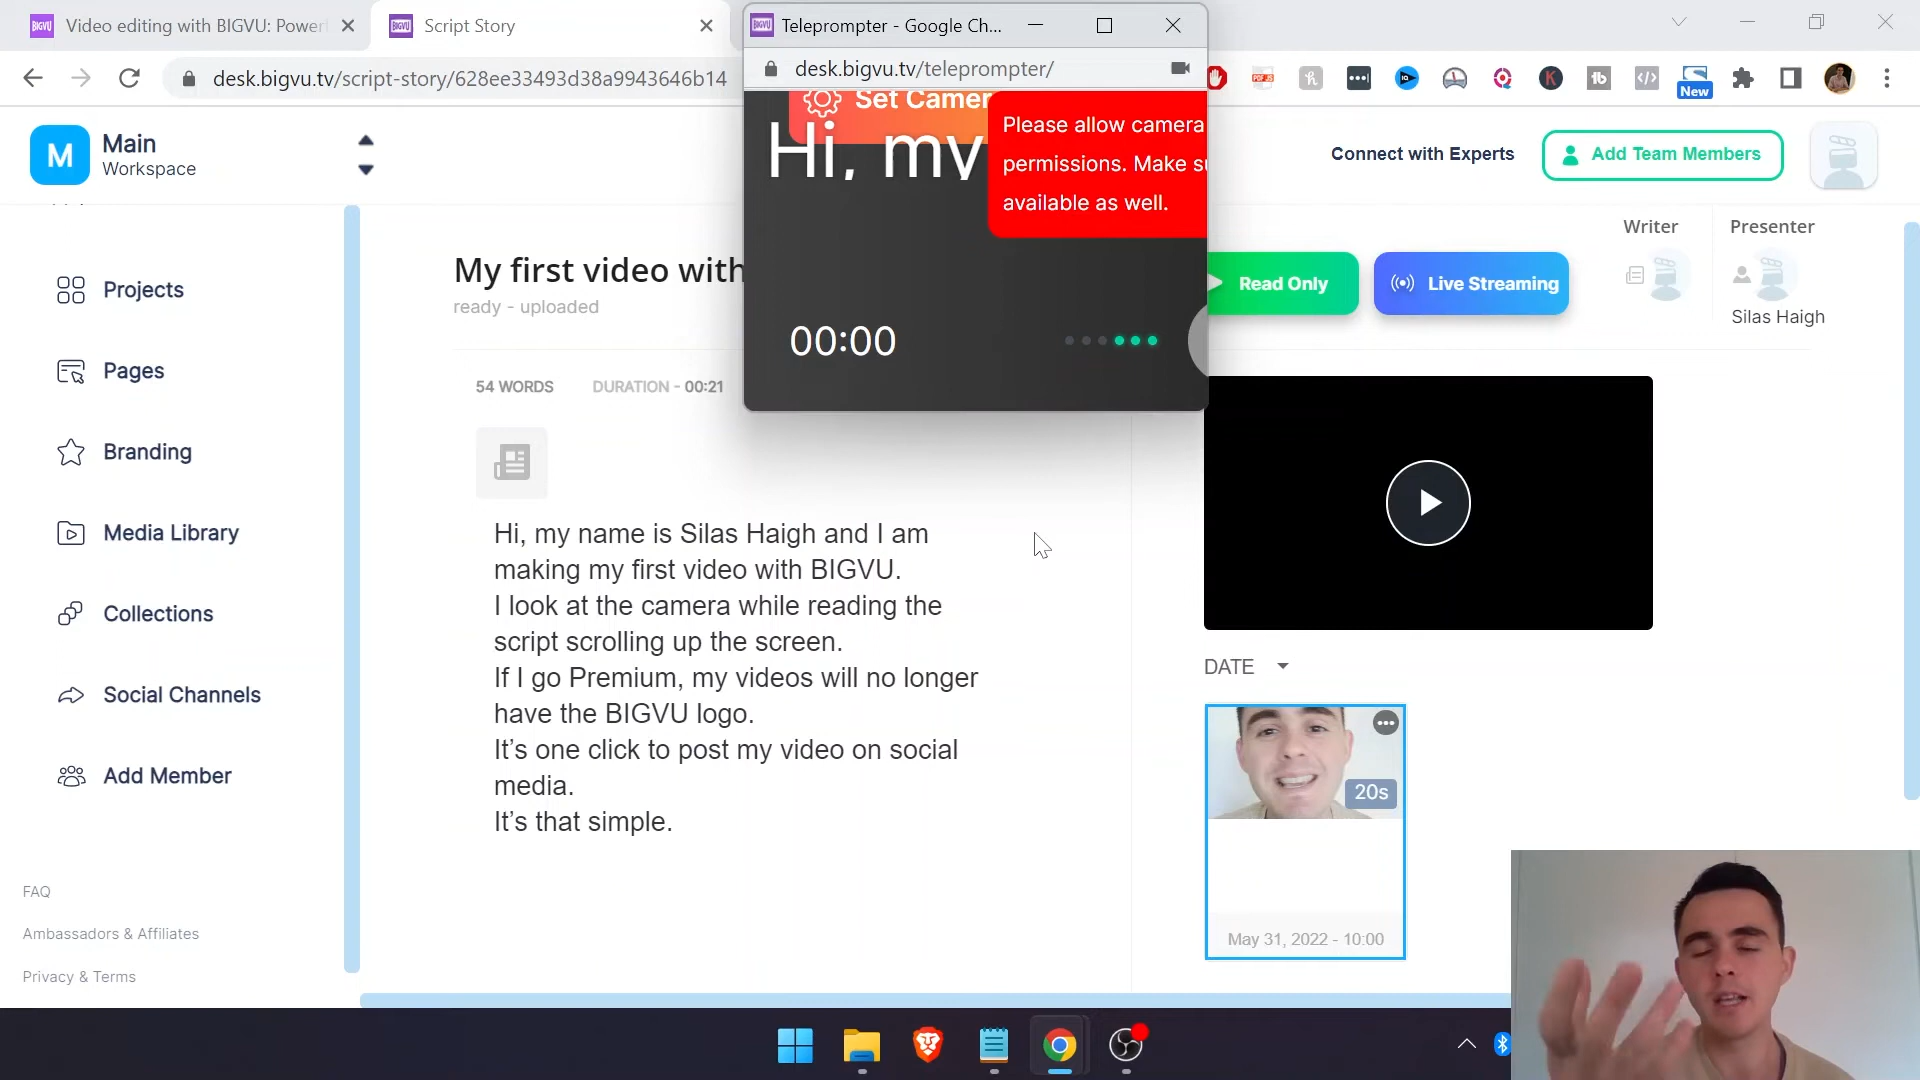 BIGVU
Video editing with BIGVU: Power
BIGVU
Script Story
BIGVU
Teleprompter - Google Ch...
desk.bigvu.tv/script-story/628ee33493d38a9943646b14
desk.bigvu.tv/teleprompter/
New
M
Main
Workspace
Set Camer
Hi, my
Please allow camera
permissions. Make su
available as well.
00:00
Connect with Experts
Add Team Members
Projects
Pages
Branding
Media Library
Collections
Social Channels
Add Member
FAQ
Ambassadors & Affiliates
Privacy & Terms
My first video with
ready - uploaded
Read Only
Live Streaming
Writer
Presenter
Silas Haigh
54 WORDS
DURATION - 00:21
Hi, my name is Silas Haigh and I am
making my first video with BIGVU.
I look at the camera while reading the
script scrolling up the screen.
If I go Premium, my videos will no longer
have the BIGVU logo.
It’s one click to post my video on social
media.
It’s that simple.
DATE
20s
May 31, 2022 - 10:00